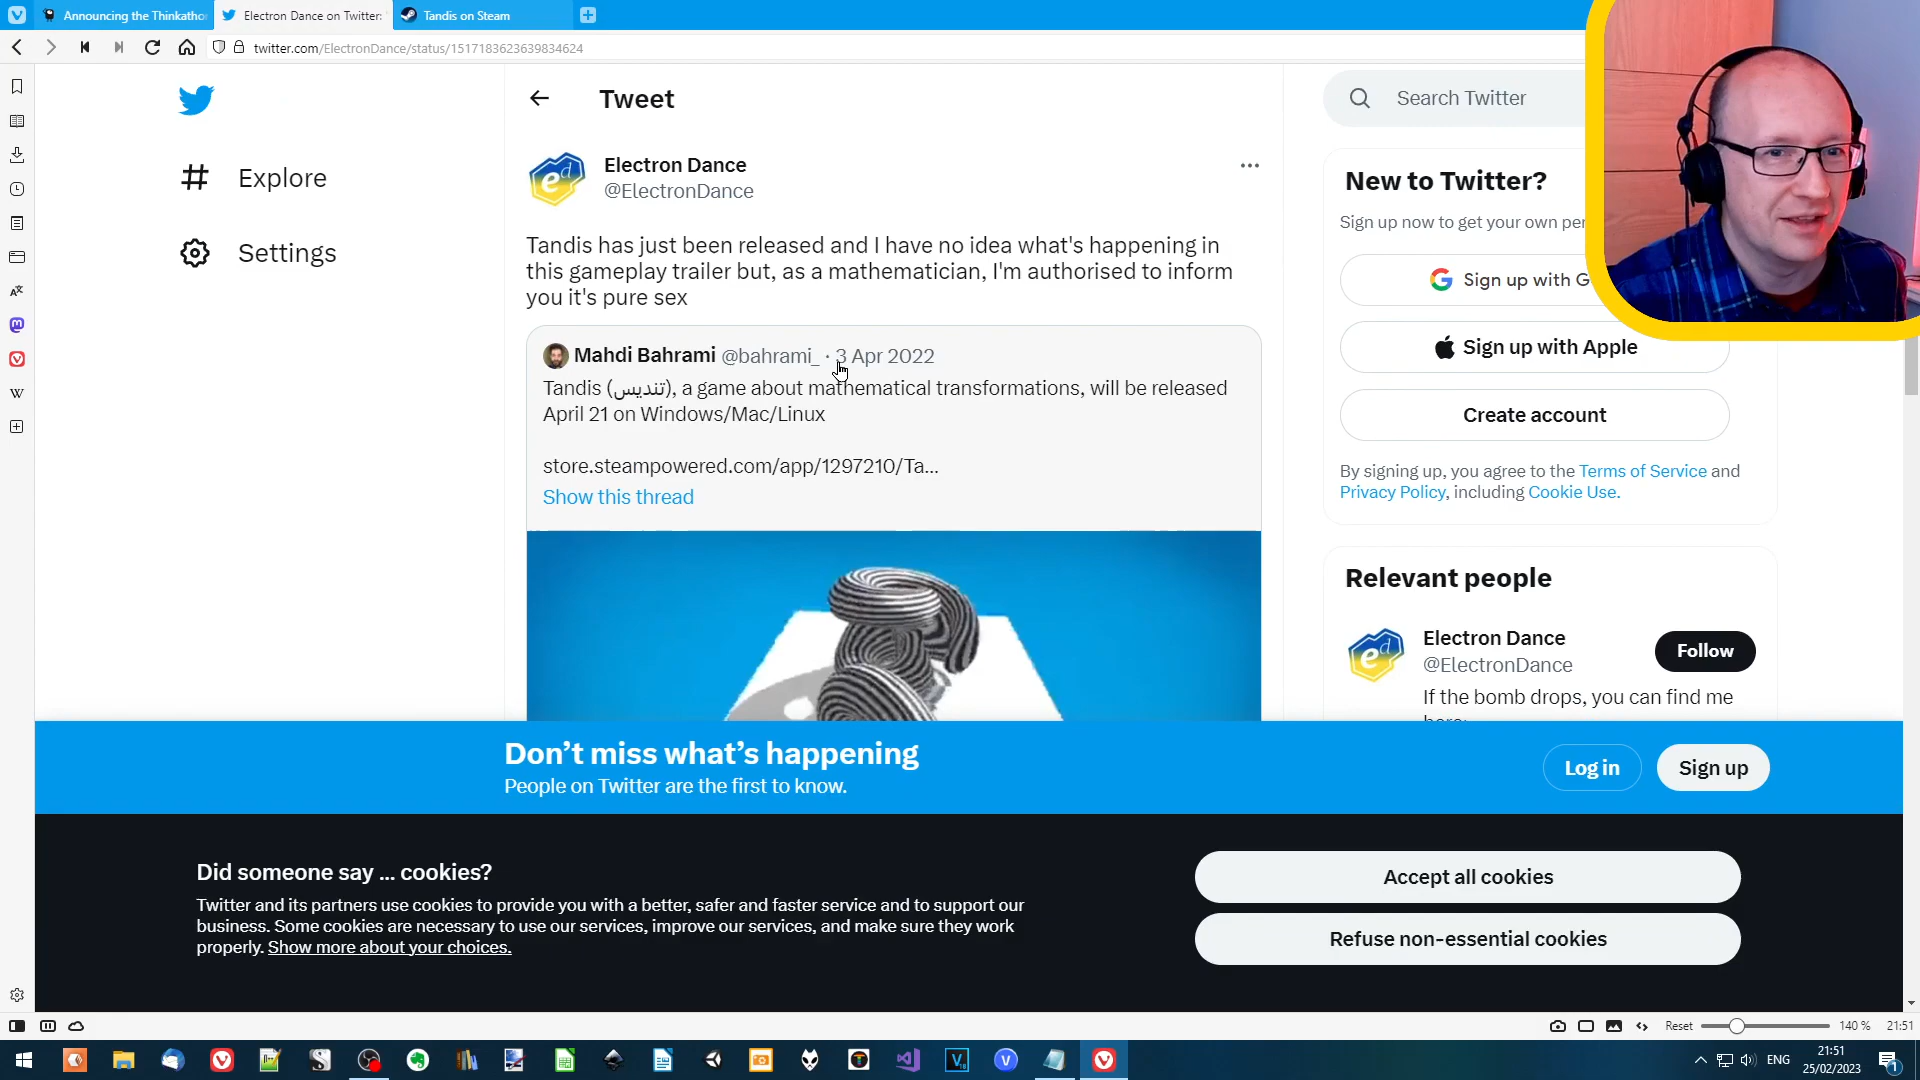 Announcing the Thinkathon
Electron Dance on Twitter:
Tandis on Steam
twitter.com/ElectronDance/status/1517183623639834624
Explore
Settings
Tweet
Electron Dance
@ElectronDance
Tandis has just been released and I have no idea what's happening in
this gameplay trailer but, as a mathematician, I'm authorised to inform
you it's pure sex
Mahdi Bahrami @bahrami_ · 3 Apr 2022
Tandis (تندیس), a game about mathematical transformations, will be released
April 21 on Windows/Mac/Linux
store.steampowered.com/app/1297210/Ta...
Show this thread
Search Twitter
New to Twitter?
Sign up now to get your own per
Sign up with G
Sign up with Apple
Create account
By signing up, you agree to the Terms of Service and
Privacy Policy, including Cookie Use.
Relevant people
Electron Dance
@ElectronDance
Follow
If the bomb drops, you can find me
Don't miss what's happening
People on Twitter are the first to know.
Log in
Sign up
Did someone say … cookies?
Twitter and its partners use cookies to provide you with a better, safer and faster service and to support our
business. Some cookies are necessary to use our services, improve our services, and make sure they work
properly. Show more about your choices.
Accept all cookies
Refuse non-essential cookies
Reset
140 %
21:51
ENG
21:51
25/02/2023